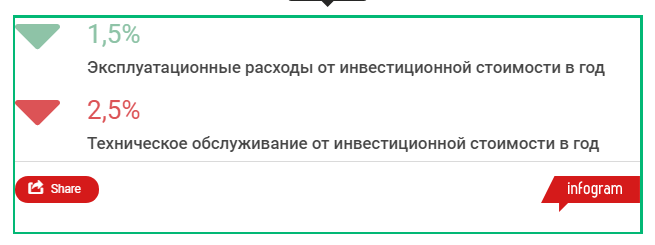 1,5%
Эксплуатационные расходы от инвестиционной стоимости в год
2,5%
Техническое обслуживание от инвестиционной стоимости в год
Share
infogram